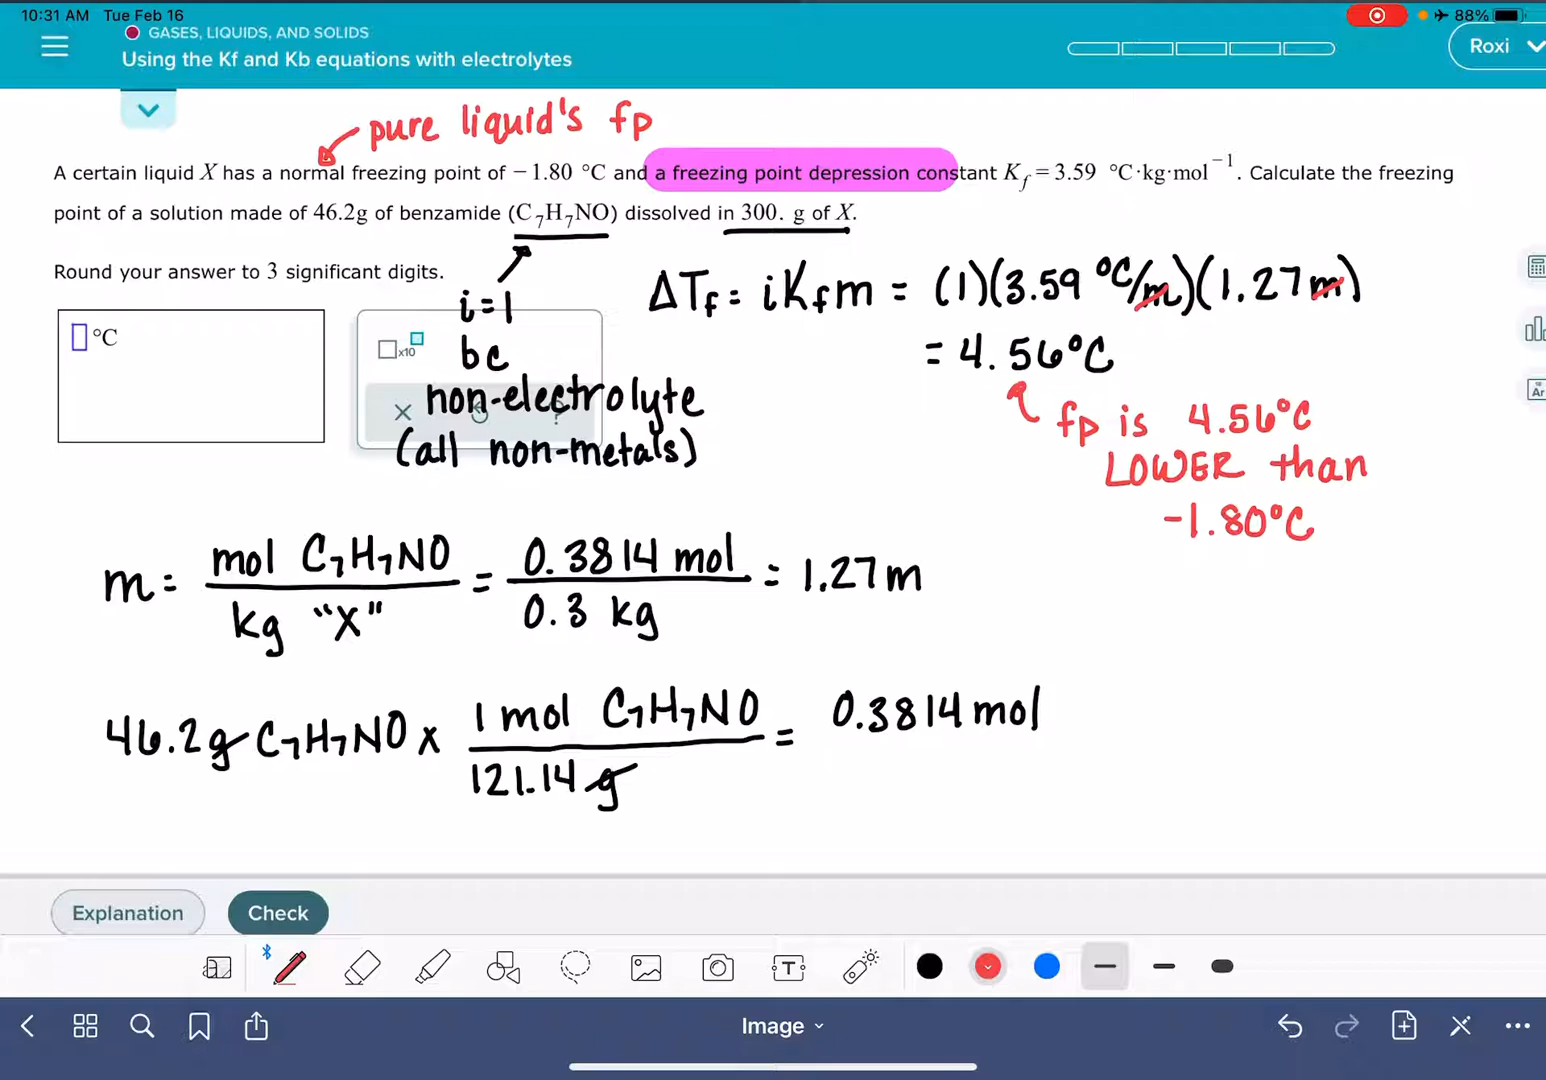 10:31 AM Tue Feb 16
88%
GASES, LIQUIDS, AND SOLIDS
Using the Kf and Kb equations with electrolytes
Roxi
pure liquid's fp
A certain liquid X has a normal freezing point of −1.80 °C and a freezing point depression constant K_f = 3.59 °C·kg·mol⁻¹. Calculate the freezing
point of a solution made of 46.2g of benzamide (C₇H₇NO) dissolved in 300. g of X.
Round your answer to 3 significant digits.
ΔT_f = iK_fm = (1)(3.59 °C/m)(1.27m)
= 4.56°C
°C
x10
i=1
bc
non-electrolyte
(all non-metals)
× ?
fp is 4.56°C
LOWER than
-1.80°C
m = mol C₇H₇NO / kg "X" = 0.3814 mol / 0.3 kg = 1.27m
46.2g C₇H₇NO x 1 mol C₇H₇NO / 121.14 g = 0.3814 mol
Ar
Explanation
Check
T
Image